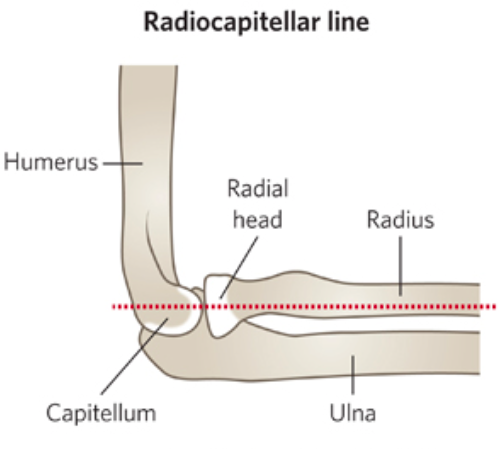 Radiocapitellar line
Humerus
Radial
head
Radius
Capitellum
Ulna